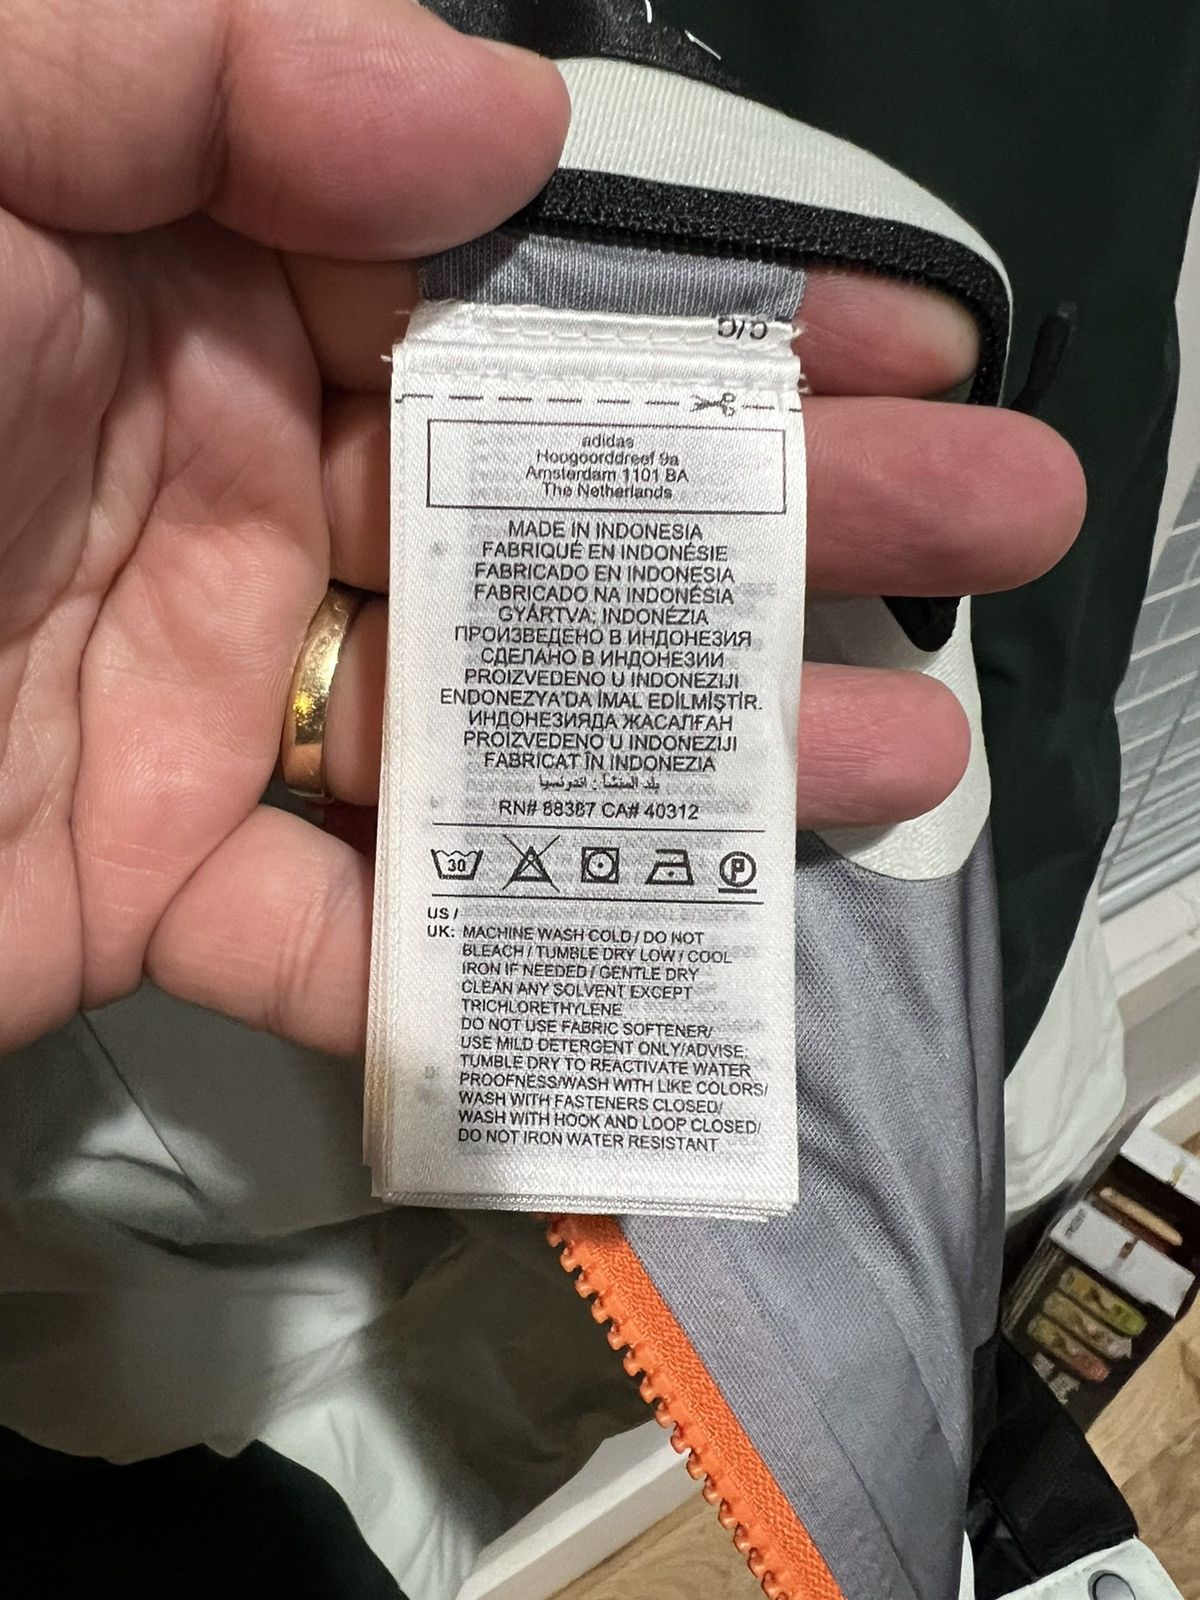 5/5
adidas
Hoogoorddreef 9a
Amsterdam 1101 BA
The Netherlands
MADE IN INDONESIA
FABRIQUÉ EN INDONÉSIE
FABRICADO EN INDONESIA
FABRICADO NA INDONÉSIA
GYÁRTVA: INDONÉZIA
ПРОИЗВЕДЕНО В ИНДОНЕЗИЯ
СДЕЛАНО В ИНДОНЕЗИИ
PROIZVEDENO U INDONEZIJI
ENDONEZYA'DA İMAL EDİLMİŞTİR.
ИНДОНЕЗИЯДА ЖАСАЛҒАН
PROIZVEDENO U INDONEZIJI
FABRICAT ÎN INDONEZIA
بلد المنشأ: اندونسيا
RN# 88387 CA# 40312
30 P
US /
UK: MACHINE WASH COLD / DO NOT
BLEACH / TUMBLE DRY LOW / COOL
IRON IF NEEDED / GENTLE DRY
CLEAN ANY SOLVENT EXCEPT
TRICHLORETHYLENE
DO NOT USE FABRIC SOFTENER/
USE MILD DETERGENT ONLY/ADVISE:
TUMBLE DRY TO REACTIVATE WATER
PROOFNESS/WASH WITH LIKE COLORS/
WASH WITH FASTENERS CLOSED/
WASH WITH HOOK AND LOOP CLOSED/
DO NOT IRON WATER RESISTANT